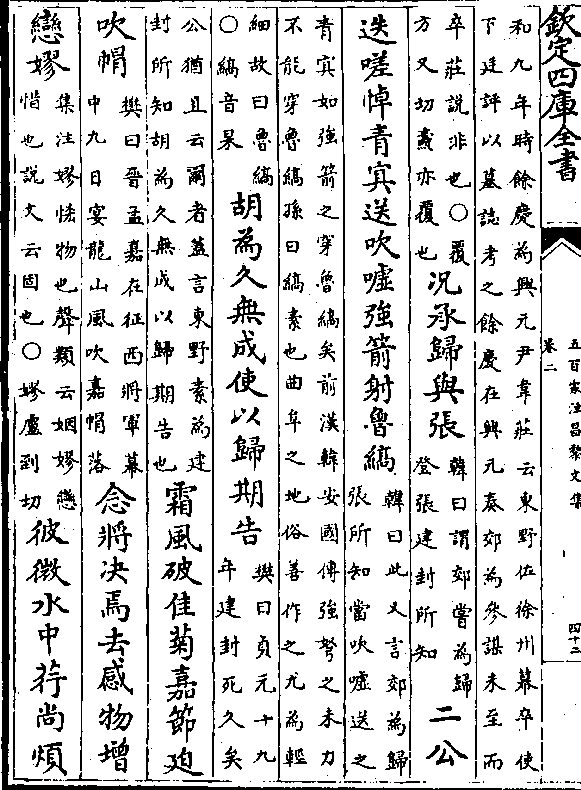 欽定四庫全書
五百家注昌黎文集
卷二
四十二
和九年時餘慶為興元尹韋莊云東野佐徐州幕卒使
下廷評以墓誌考之餘慶在興元奏郊為參謀未至而
卒莊說非也○覆
方又切燾亦覆也
況承歸與張
韓曰謂郊嘗為歸
登張建封所知
二公
迭嗟悼青冥送吹噓強箭射魯縞
韓曰此又言郊為歸
張所知當吹噓送之
青冥如強箭之穿魯縞矣前漢韓安國傳強弩之末力
不能穿魯縞孫曰縞素也曲阜之地俗善作之尤為輕
細故曰魯縞
○縞音杲
胡為久無成使以歸期告
樊曰貞元十九
年建封死久矣
公猶且云爾者蓋言東野素為建
封所知胡為久無成以歸期告也
霜風破佳菊嘉節迫
吹帽
樊曰晉孟嘉在征西將軍幕
中九日宴龍山風吹嘉帽落
念將決焉去感物增
戀嫪
集注嫪恡物也聲類云婟嫪戀
惜也說文云固也○嫪盧到切
彼微水中荇尚煩